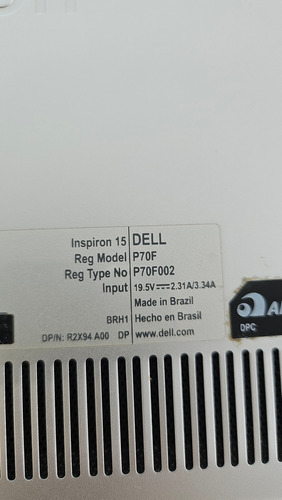 Inspiron 15 DELL
Reg Model P70F
Reg Type No P70F002
Input 19.5V⎓2.31A/3.34A
Made in Brazil
BRH1 Hecho en Brasil
DP/N: R2X94 A00 DP www.dell.com
DPC